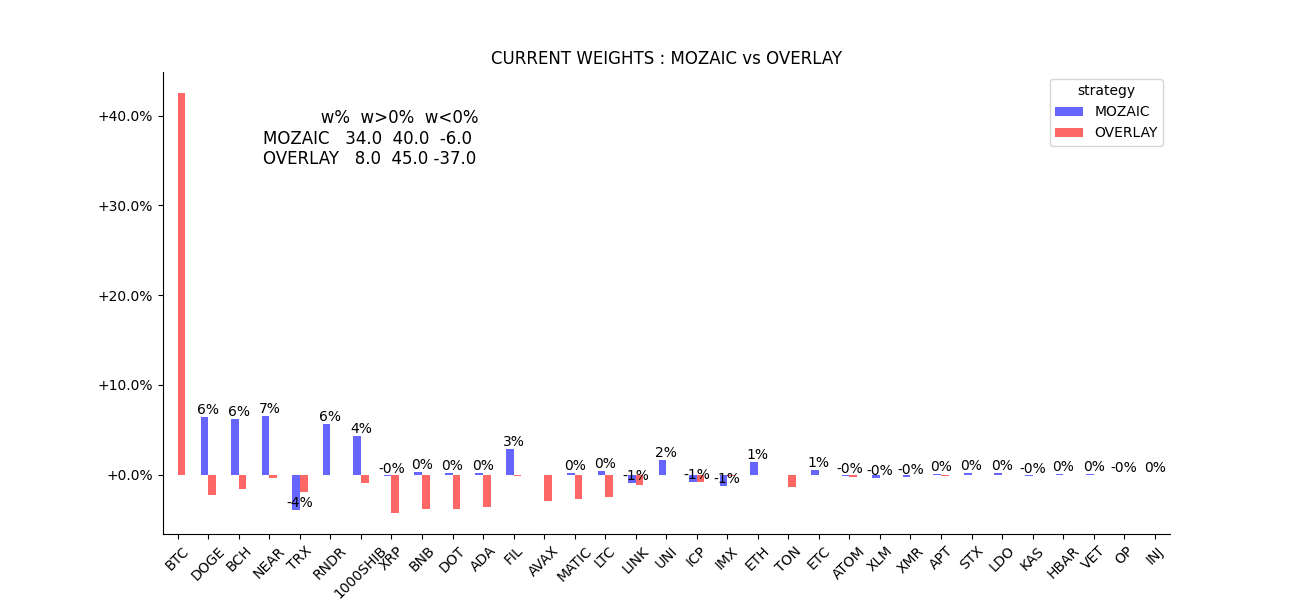 CURRENT WEIGHTS : MOZAIC vs OVERLAY
strategy
MOZAIC
OVERLAY
w% w>0% w<0%
MOZAIC 34.0 40.0 -6.0
OVERLAY 8.0 45.0 -37.0
+40.0%
+30.0%
+20.0%
+10.0%
+0.0%
6% 6% 7% -4% 6% 4% -0% 0% 0% 0% 3% 0% 0% -1% 2% -1% -1% 1% 1% -0% -0% -0% 0% 0% 0% -0% 0% 0% -0% 0%
BTC DOGE BCH NEAR TRX RNDR 1000SHIB XRP BNB DOT ADA FIL AVAX MATIC LTC LINK UNI ICP IMX ETH TON ETC ATOM XLM XMR APT STX LDO KAS HBAR VET OP INJ